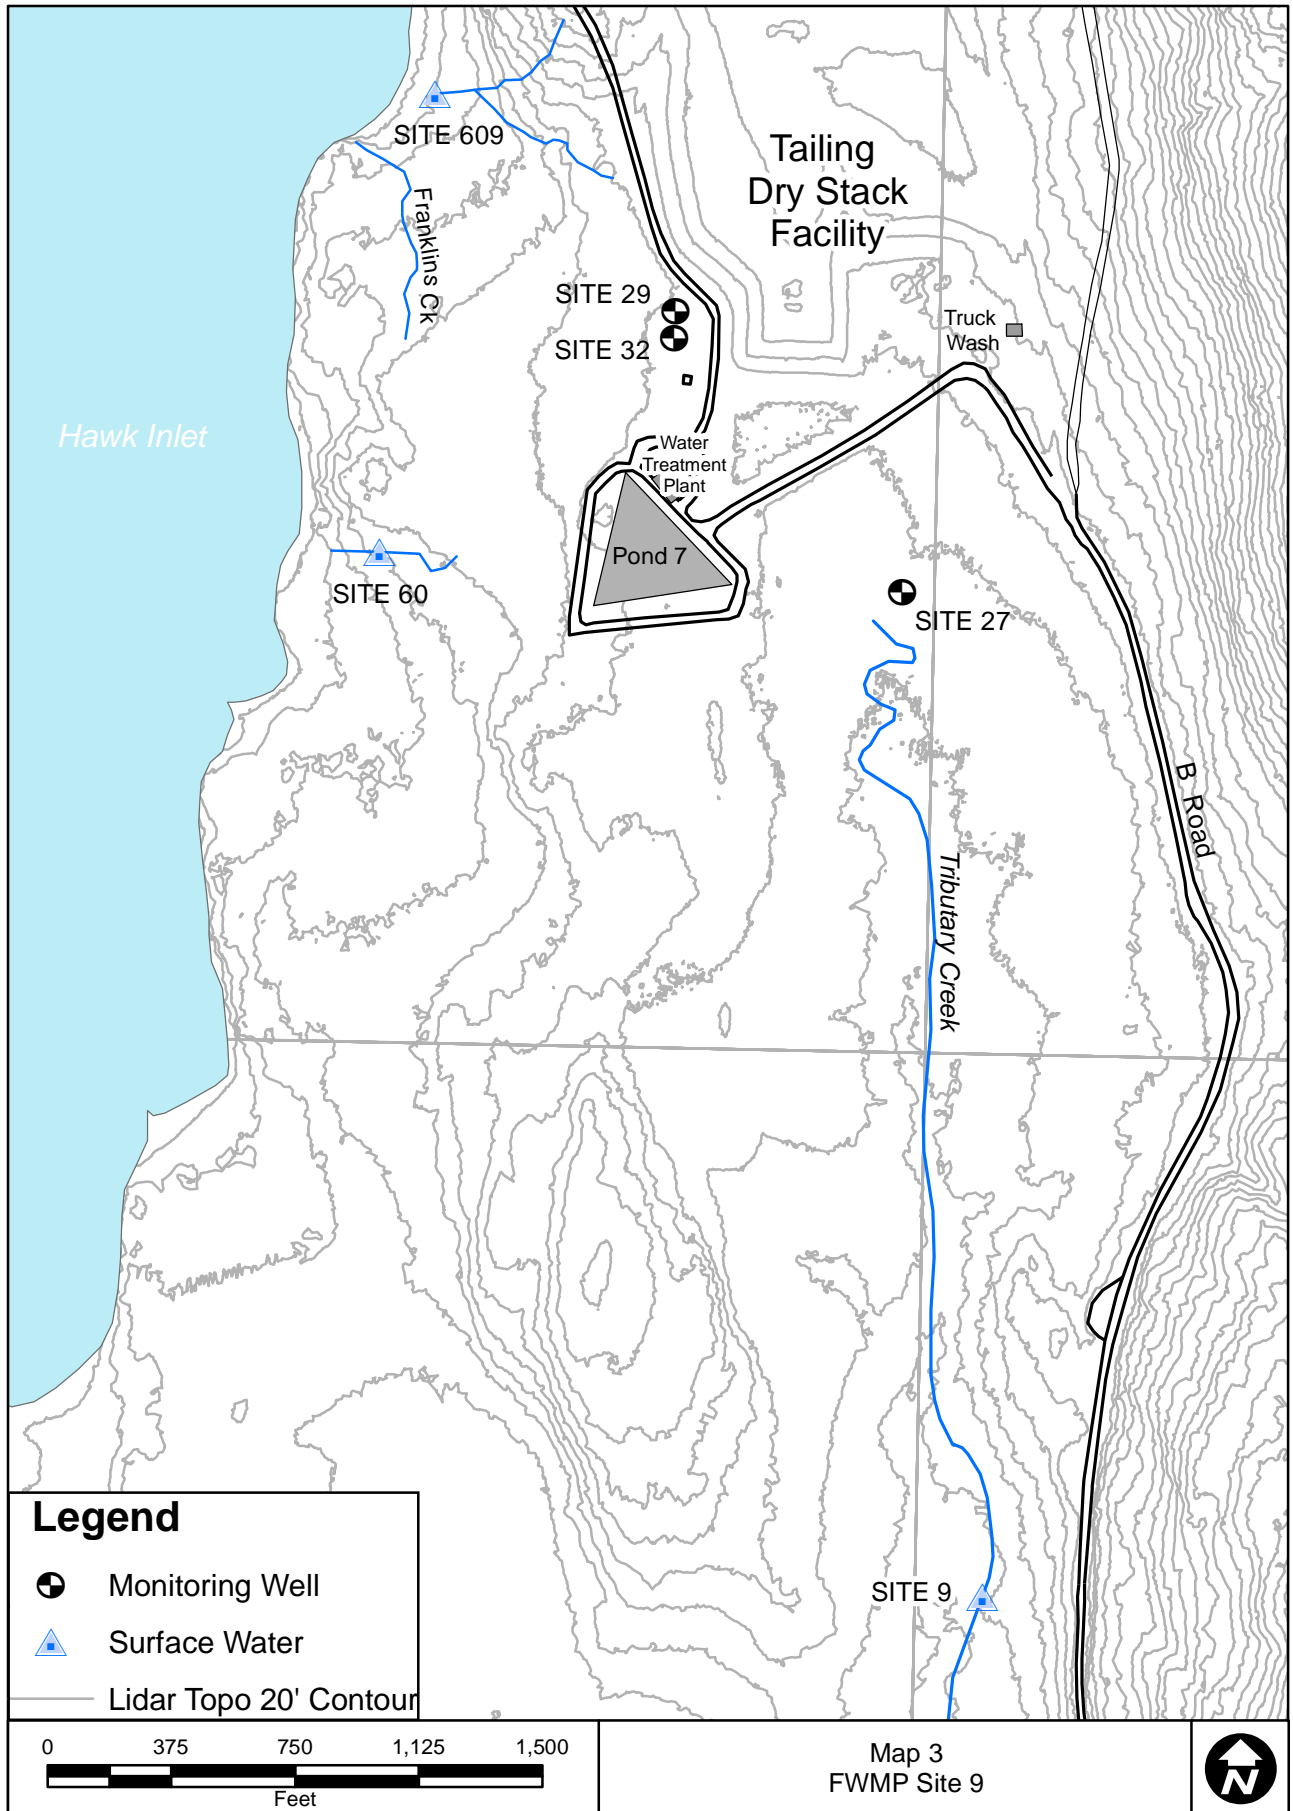 SITE 609
Tailing
Dry Stack
Facility
Franklins Ck
SITE 29
SITE 32
Truck
Wash
Hawk Inlet
Water
Treatment
Plant
Pond 7
SITE 60
SITE 27
B Road
Tributary Creek
SITE 9
Legend
Monitoring Well
Surface Water
Lidar Topo 20' Contour
0 375 750 1,125 1,500
Feet
Map 3
FWMP Site 9
N